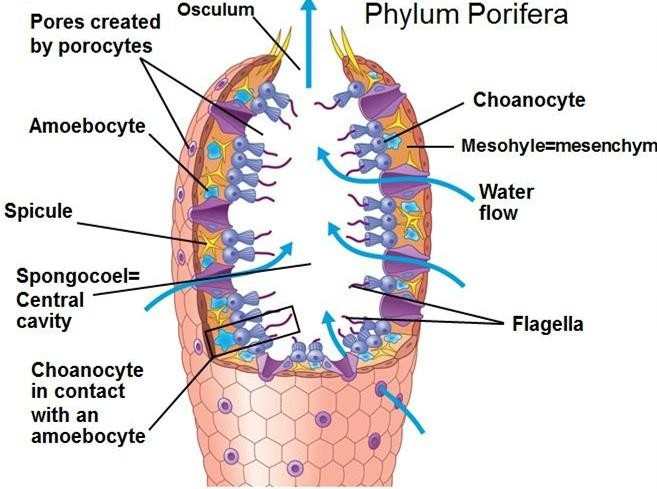 Phylum Porifera
Osculum
Pores created
by porocytes
Amoebocyte
Spicule
Spongocoel=
Central
cavity
Choanocyte
in contact
with an
amoebocyte
Choanocyte
Mesohyle=mesenchym
Water
flow
Flagella